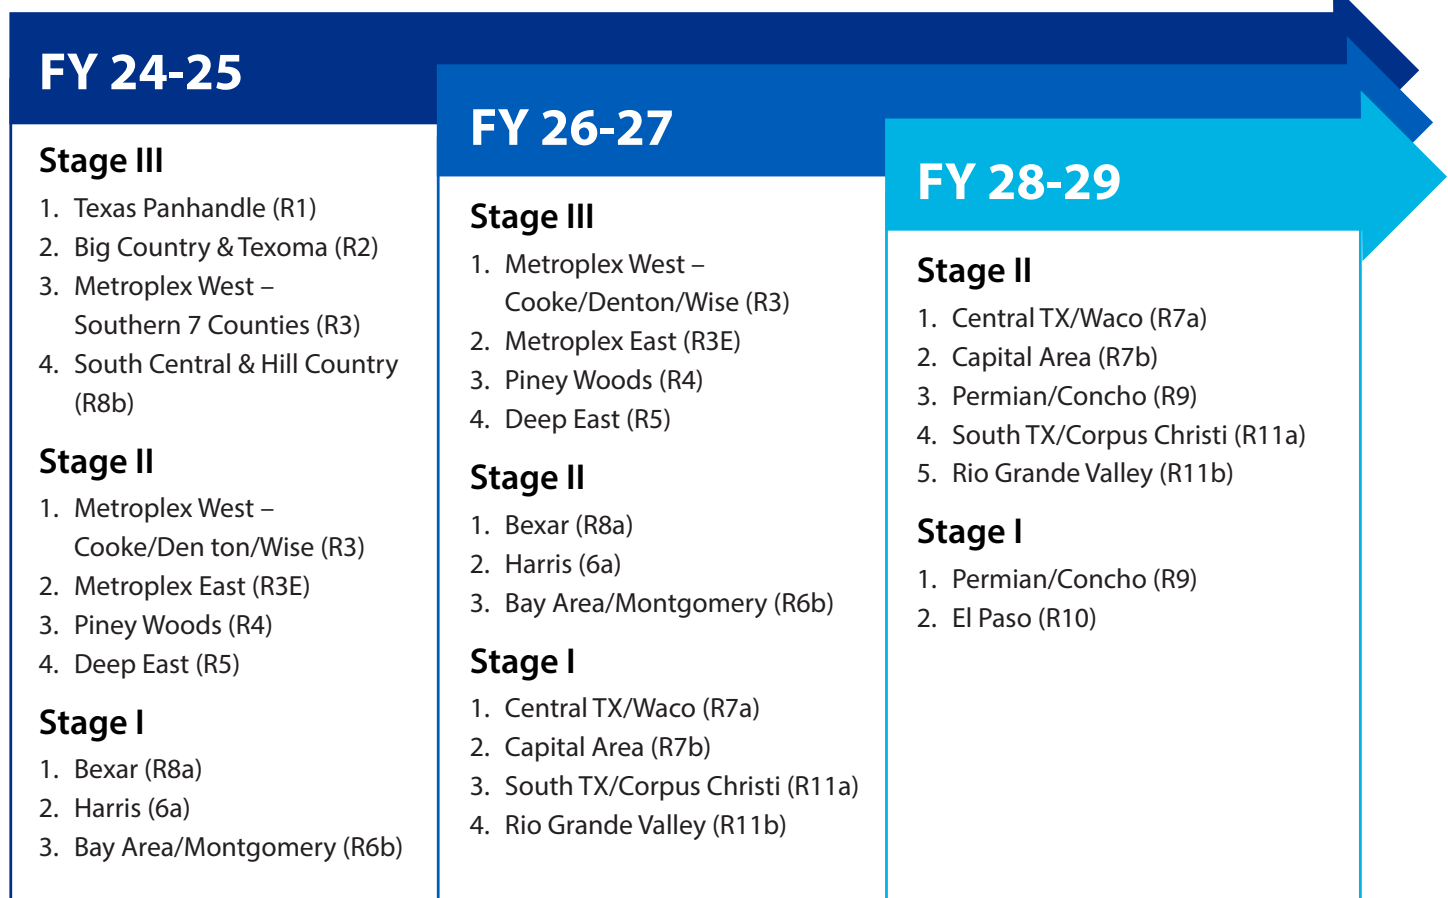 FY 24-25
Stage III
1. Texas Panhandle (R1)
2. Big Country & Texoma (R2)
3. Metroplex West –
Southern 7 Counties (R3)
4. South Central & Hill Country
(R8b)
Stage II
1. Metroplex West –
Cooke/Den ton/Wise (R3)
2. Metroplex East (R3E)
3. Piney Woods (R4)
4. Deep East (R5)
Stage I
1. Bexar (R8a)
2. Harris (6a)
3. Bay Area/Montgomery (R6b)
FY 26-27
Stage III
1. Metroplex West –
Cooke/Denton/Wise (R3)
2. Metroplex East (R3E)
3. Piney Woods (R4)
4. Deep East (R5)
Stage II
1. Bexar (R8a)
2. Harris (6a)
3. Bay Area/Montgomery (R6b)
Stage I
1. Central TX/Waco (R7a)
2. Capital Area (R7b)
3. South TX/Corpus Christi (R11a)
4. Rio Grande Valley (R11b)
FY 28-29
Stage II
1. Central TX/Waco (R7a)
2. Capital Area (R7b)
3. Permian/Concho (R9)
4. South TX/Corpus Christi (R11a)
5. Rio Grande Valley (R11b)
Stage I
1. Permian/Concho (R9)
2. El Paso (R10)